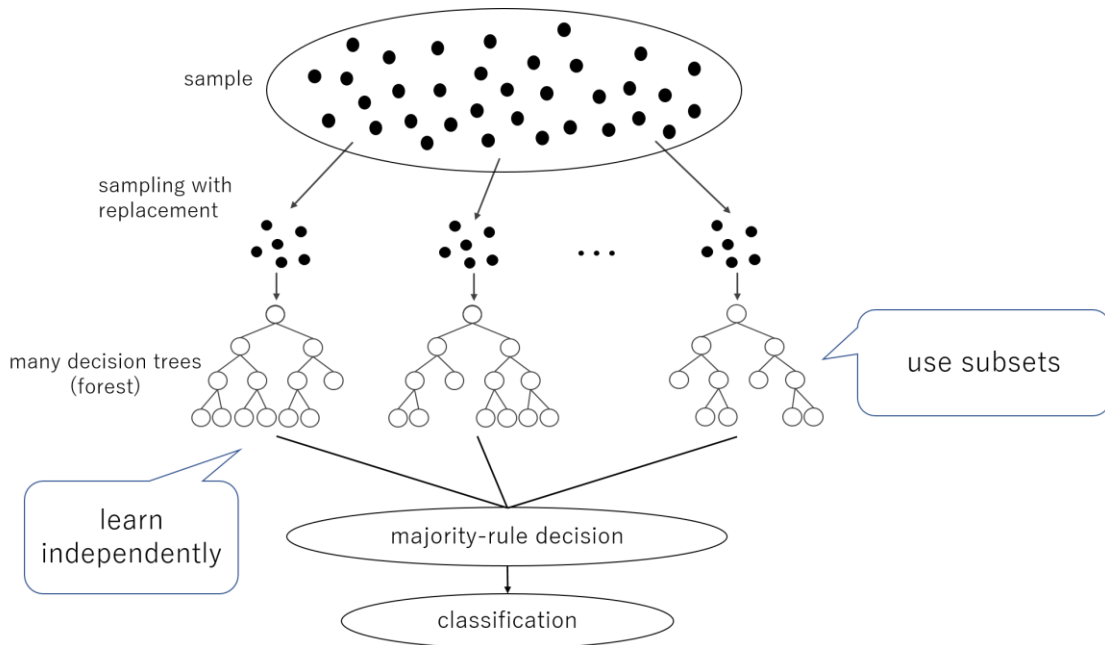 sample
sampling with
replacement
...
many decision trees
(forest)
use subsets
learn
independently
majority-rule decision
classification